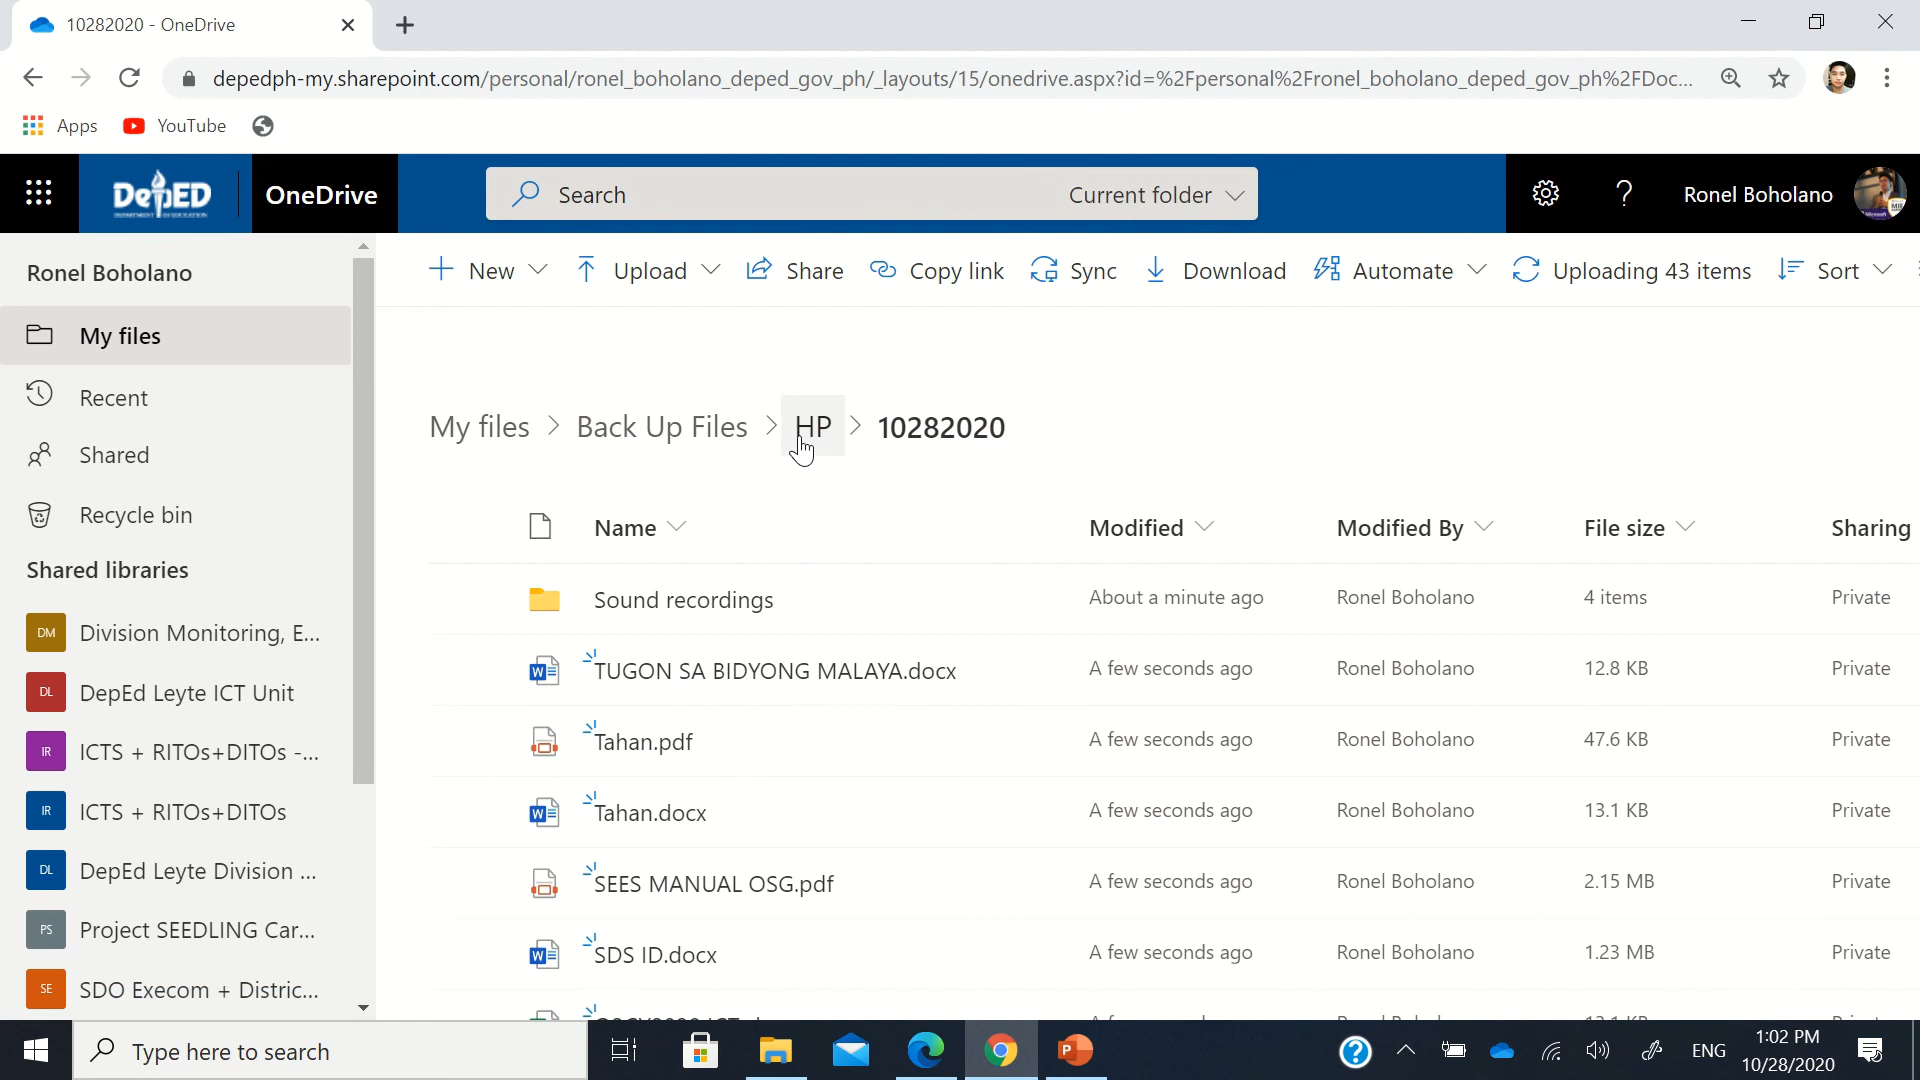 10282020 - OneDrive
depedph-my.sharepoint.com/personal/ronel_boholano_deped_gov_ph/_layouts/15/onedrive.aspx?id=%2Fpersonal%2Fronel_boholano_deped_gov_ph%2FDoc...
Apps YouTube
DepED
DEPARTMENT OF EDUCATION
OneDrive
Search Current folder
Ronel Boholano
Ronel Boholano
New Upload Share Copy link Sync Download Automate Uploading 43 items Sort
My files
Recent
Shared
Recycle bin
Shared libraries
DM Division Monitoring, E...
DL DepEd Leyte ICT Unit
IR ICTS + RITOs+DITOs -...
IR ICTS + RITOs+DITOs
DL DepEd Leyte Division ...
PS Project SEEDLING Car...
SE SDO Execom + Distric...
My files > Back Up Files > HP > 10282020
Name Modified Modified By File size Sharing
Sound recordings About a minute ago Ronel Boholano 4 items Private
TUGON SA BIDYONG MALAYA.docx A few seconds ago Ronel Boholano 12.8 KB Private
Tahan.pdf A few seconds ago Ronel Boholano 47.6 KB Private
Tahan.docx A few seconds ago Ronel Boholano 13.1 KB Private
SEES MANUAL OSG.pdf A few seconds ago Ronel Boholano 2.15 MB Private
SDS ID.docx A few seconds ago Ronel Boholano 1.23 MB Private
Type here to search
ENG
1:02 PM
10/28/2020